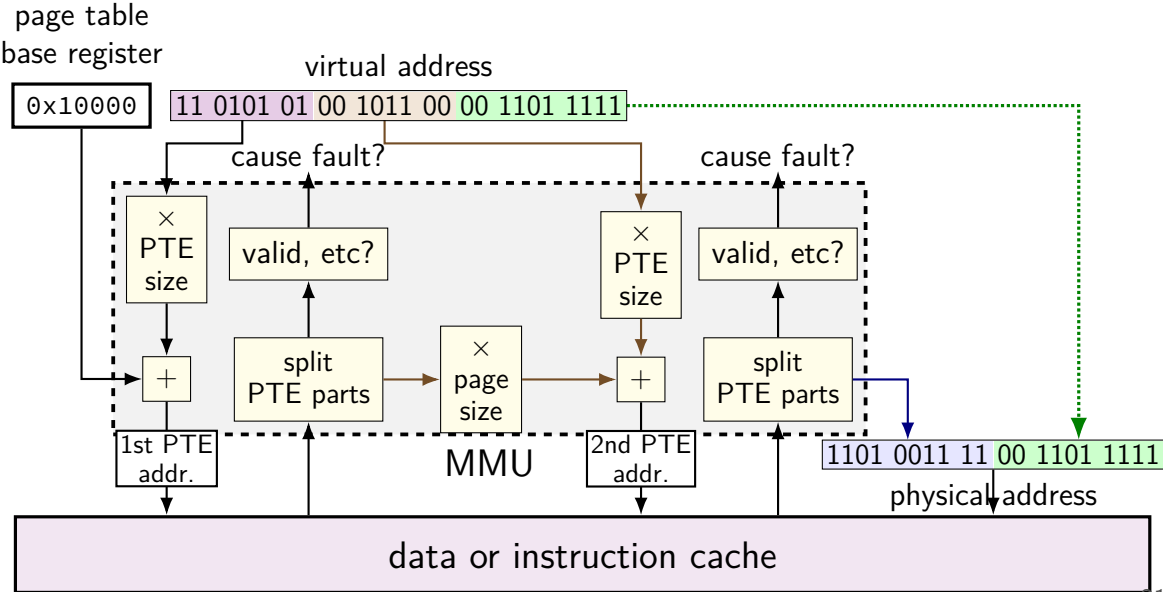 page table
base register
0x10000
virtual address
11 0101 01 00 1011 00 00 1101 1111
cause fault?
cause fault?
×
PTE
size
valid, etc?
×
PTE
size
valid, etc?
+
split
PTE parts
×
page
size
+
split
PTE parts
1st PTE
addr.
MMU
2nd PTE
addr.
1101 0011 11 00 1101 1111
physical address
data or instruction cache